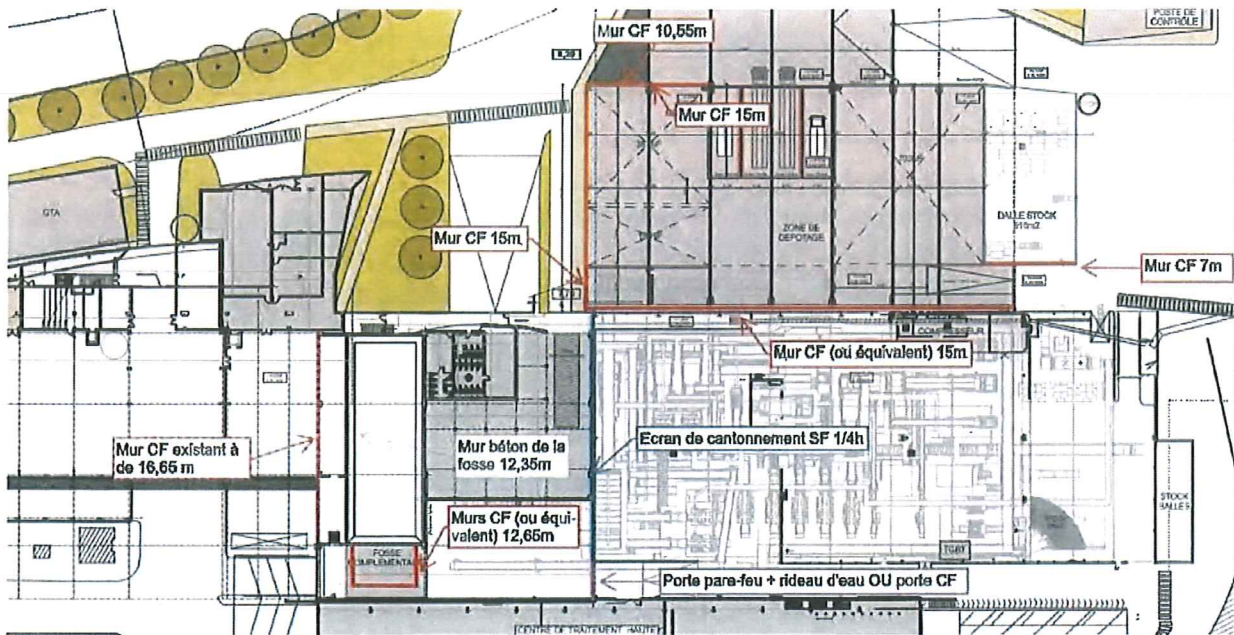 POSTE DE
CONTRÔLE
Mur CF 10,55m
Mur CF 15m
GTA
ZONE DE
DEPOTAGE
DALLE STOCK
Mur CF 15m,
Mur CF 7m
COMPRESSEUR
Mur CF (ou équivalent) 15m
Mur CF existant à
de 16,65 m
Mur béton de la
fosse 12,35m
Ecran de cantonnement SF 1/4h
STOCK
BALLES
Murs CF (ou équi-
valent) 12,65m
FOSSE
TGBT
Porte pare-feu + rideau d'eau OU porte CF
CENTRE DE TRAITEMENT HAUTE